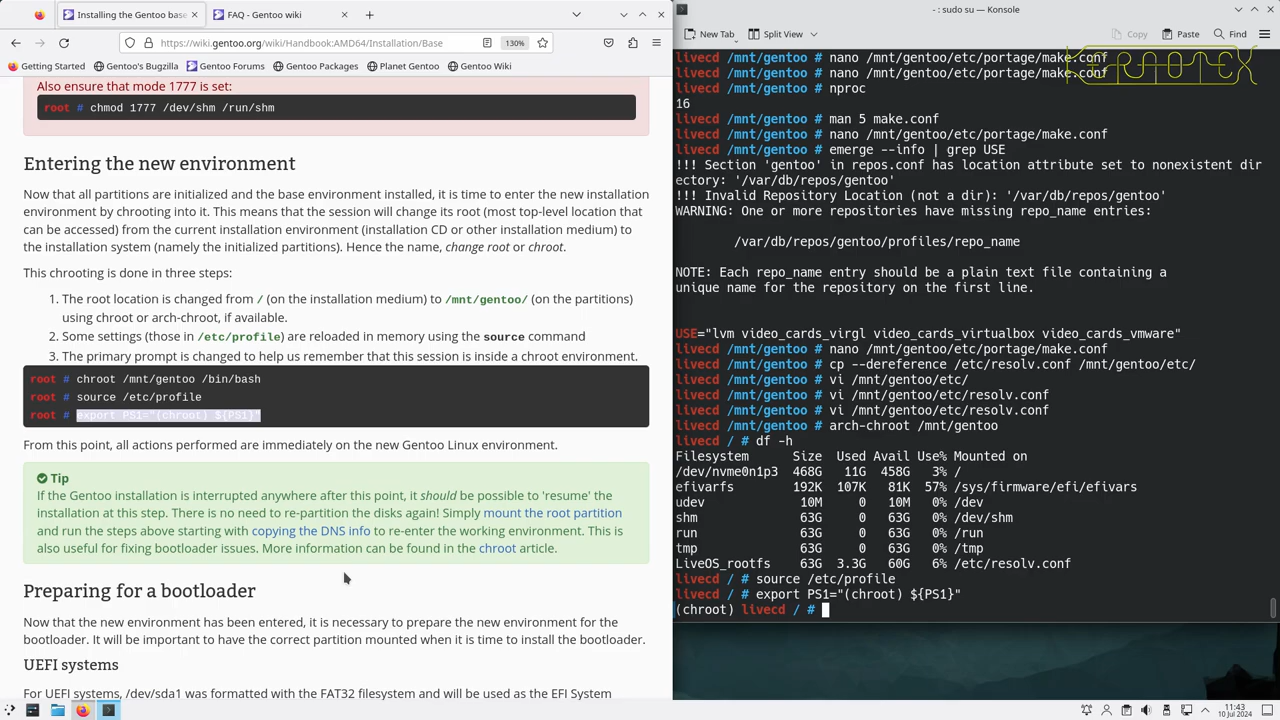 Installing the Gentoo base
FAQ - Gentoo wiki
https://wiki.gentoo.org/wiki/Handbook:AMD64/Installation/Base
130%
Getting Started
Gentoo's Bugzilla
Gentoo Forums
Gentoo Packages
Planet Gentoo
Gentoo Wiki
Also ensure that mode 1777 is set:
root # chmod 1777 /dev/shm /run/shm
Entering the new environment
Now that all partitions are initialized and the base environment installed, it is time to enter the new installation
environment by chrooting into it. This means that the session will change its root (most top-level location that
can be accessed) from the current installation environment (installation CD or other installation medium) to
the installation system (namely the initialized partitions). Hence the name, change root or chroot.
This chrooting is done in three steps:
1. The root location is changed from / (on the installation medium) to /mnt/gentoo/ (on the partitions)
using chroot or arch-chroot, if available.
2. Some settings (those in /etc/profile) are reloaded in memory using the source command
3. The primary prompt is changed to help us remember that this session is inside a chroot environment.
root # chroot /mnt/gentoo /bin/bash
root # source /etc/profile
root # export PS1="(chroot) ${PS1}"
From this point, all actions performed are immediately on the new Gentoo Linux environment.
Tip
If the Gentoo installation is interrupted anywhere after this point, it should be possible to 'resume' the
installation at this step. There is no need to re-partition the disks again! Simply mount the root partition
and run the steps above starting with copying the DNS info to re-enter the working environment. This is
also useful for fixing bootloader issues. More information can be found in the chroot article.
Preparing for a bootloader
Now that the new environment has been entered, it is necessary to prepare the new environment for the
bootloader. It will be important to have the correct partition mounted when it is time to install the bootloader.
UEFI systems
For UEFI systems, /dev/sda1 was formatted with the FAT32 filesystem and will be used as the EFI System
- : sudo su — Konsole
New Tab
Split View
Copy
Paste
Find
KERNOTEX
livecd /mnt/gentoo # nano /mnt/gentoo/etc/portage/make.conf
livecd /mnt/gentoo # nano /mnt/gentoo/etc/portage/make.conf
livecd /mnt/gentoo # nproc
16
livecd /mnt/gentoo # man 5 make.conf
livecd /mnt/gentoo # nano /mnt/gentoo/etc/portage/make.conf
livecd /mnt/gentoo # emerge --info | grep USE
!!! Section 'gentoo' in repos.conf has location attribute set to nonexistent dir
ectory: '/var/db/repos/gentoo'
!!! Invalid Repository Location (not a dir): '/var/db/repos/gentoo'
WARNING: One or more repositories have missing repo_name entries:
/var/db/repos/gentoo/profiles/repo_name
NOTE: Each repo_name entry should be a plain text file containing a
unique name for the repository on the first line.
USE="lvm video_cards_virgl video_cards_virtualbox video_cards_vmware"
livecd /mnt/gentoo # nano /mnt/gentoo/etc/portage/make.conf
livecd /mnt/gentoo # cp --dereference /etc/resolv.conf /mnt/gentoo/etc/
livecd /mnt/gentoo # vi /mnt/gentoo/etc/
livecd /mnt/gentoo # vi /mnt/gentoo/etc/resolv.conf
livecd /mnt/gentoo # vi /mnt/gentoo/etc/resolv.conf
livecd /mnt/gentoo # arch-chroot /mnt/gentoo
livecd / # df -h
Filesystem Size Used Avail Use% Mounted on
/dev/nvme0n1p3 468G 11G 458G 3% /
efivarfs 192K 107K 81K 57% /sys/firmware/efi/efivars
udev 10M 0 10M 0% /dev
shm 63G 0 63G 0% /dev/shm
run 63G 0 63G 0% /run
tmp 63G 0 63G 0% /tmp
LiveOS_rootfs 63G 3.3G 60G 6% /etc/resolv.conf
livecd / # source /etc/profile
livecd / # export PS1="(chroot) ${PS1}"
(chroot) livecd / #
11:43
10 Jul 2024